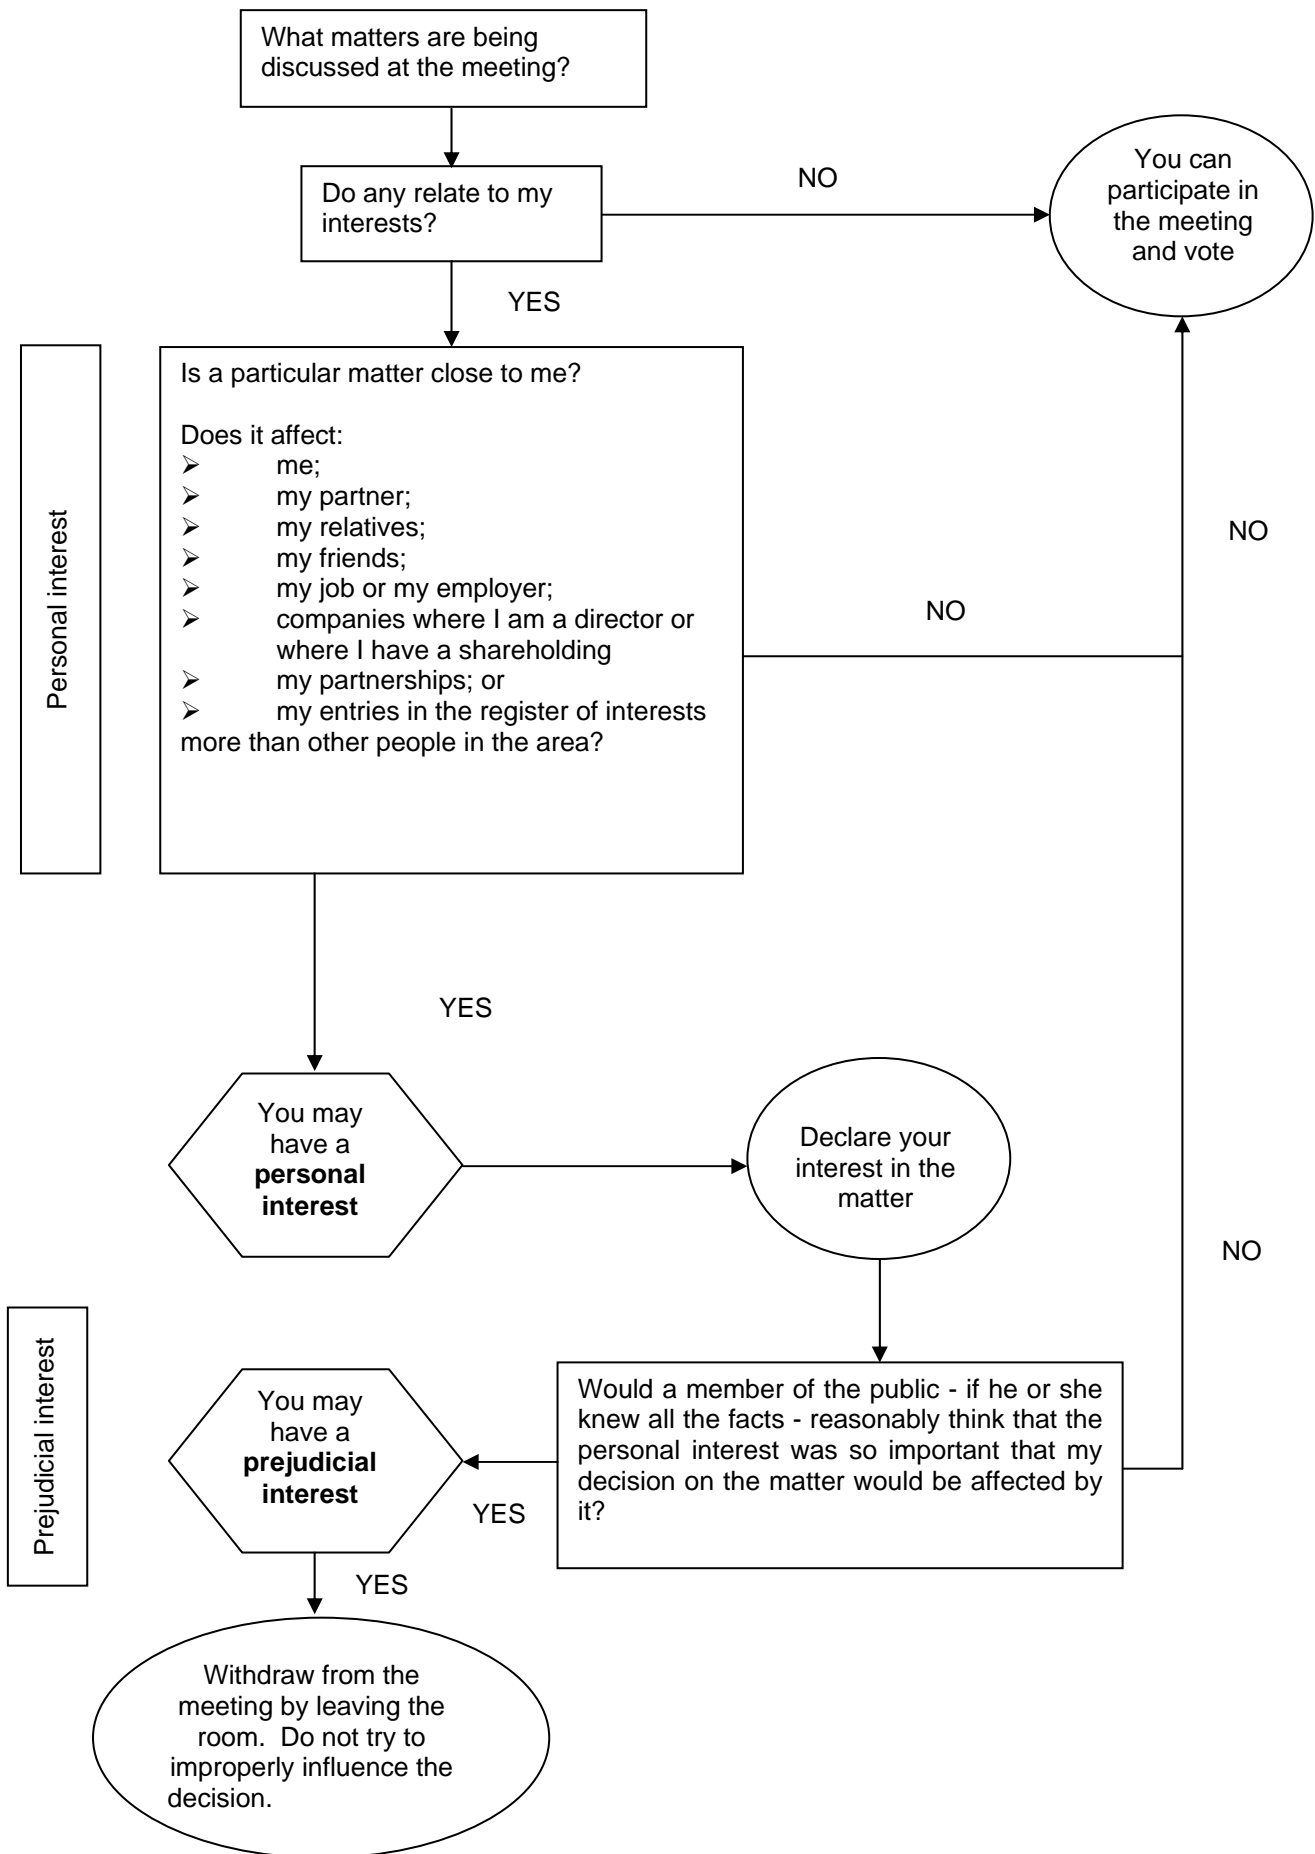 What matters are being
discussed at the meeting?
Do any relate to my
interests?
NO
You can
participate in
the meeting
and vote
YES
Personal interest
Is a particular matter close to me?
Does it affect:
➢ me;
➢ my partner;
➢ my relatives;
➢ my friends;
➢ my job or my employer;
➢ companies where I am a director or
where I have a shareholding
➢ my partnerships; or
➢ my entries in the register of interests
more than other people in the area?
NO
NO
YES
You may
have a
personal
interest
Declare your
interest in the
matter
NO
Prejudicial interest
You may
have a
prejudicial
interest
YES
Would a member of the public - if he or she
knew all the facts - reasonably think that the
personal interest was so important that my
decision on the matter would be affected by
it?
YES
Withdraw from the
meeting by leaving the
room. Do not try to
improperly influence the
decision.